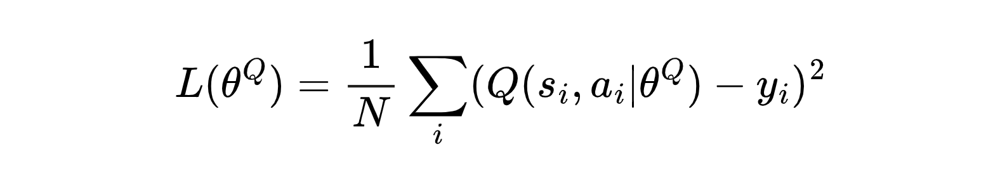 L(θ^Q) = \frac{1}{N} \sum_i (Q(s_i, a_i|θ^Q) − y_i)^2